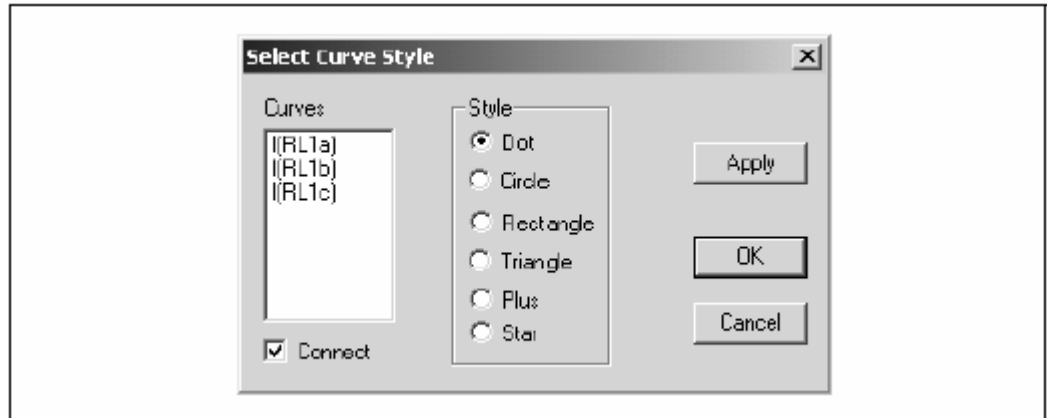 Select Curve Style
Curves
I(RL1a)
I(RL1b)
I(RL1c)
Connect
Style
Dot
Circle
Rectangle
Triangle
Plus
Star
Apply
OK
Cancel